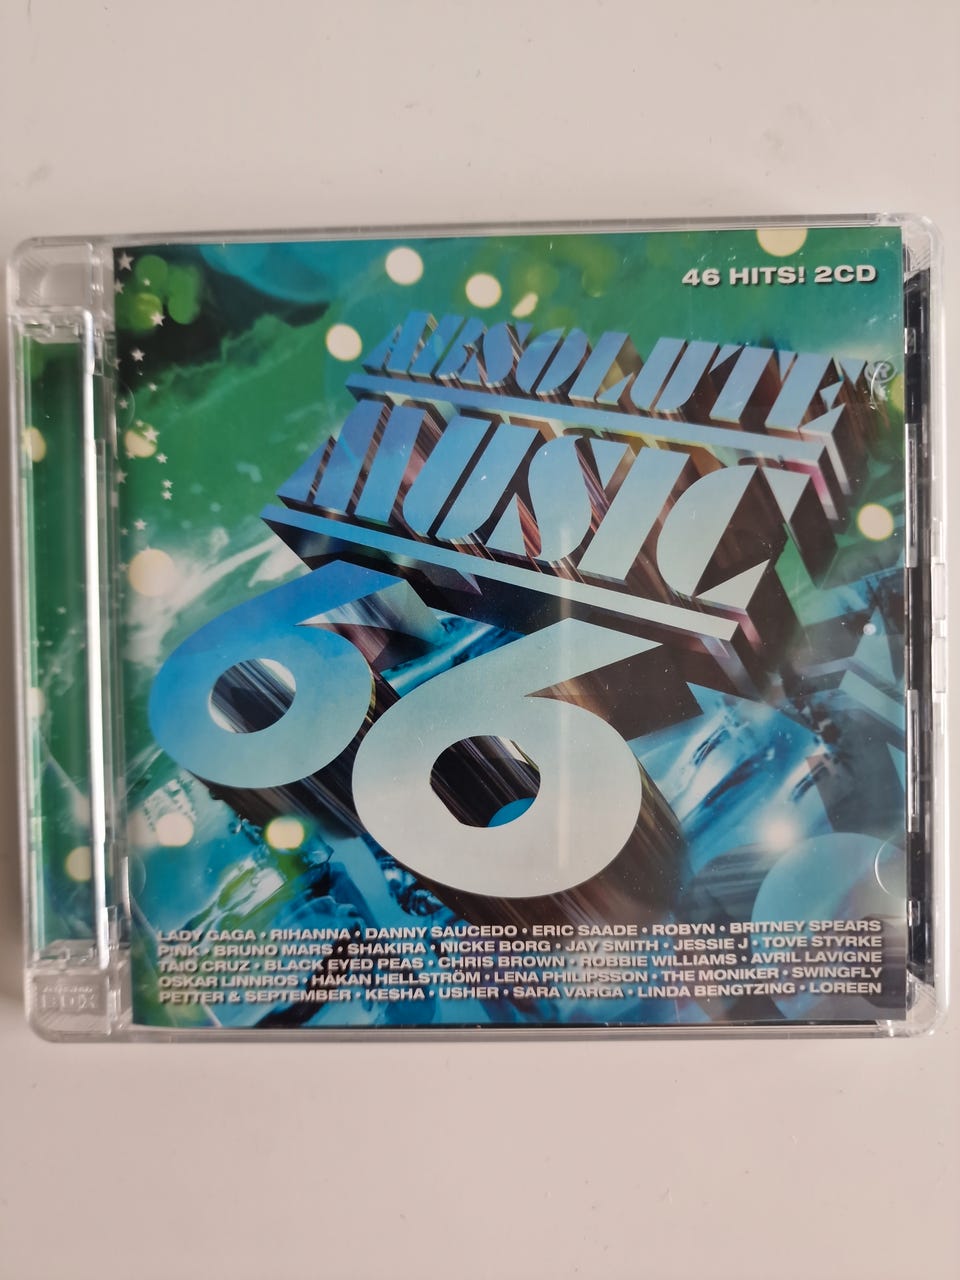 46 HITS! 2CD
ABSOLUTE®
MUSIC
66
LADY GAGA • RIHANNA • DANNY SAUCEDO • ERIC SAADE • ROBYN • BRITNEY SPEARS
P!NK • BRUNO MARS • SHAKIRA • NICKE BORG • JAY SMITH • JESSIE J • TOVE STYRKE
TAIO CRUZ • BLACK EYED PEAS • CHRIS BROWN • ROBBIE WILLIAMS • AVRIL LAVIGNE
OSKAR LINNROS • HÅKAN HELLSTRÖM • LENA PHILIPSSON • THE MONIKER • SWINGFLY
PETTER & SEPTEMBER • KESHA • USHER • SARA VARGA • LINDA BENGTZING • LOREEN